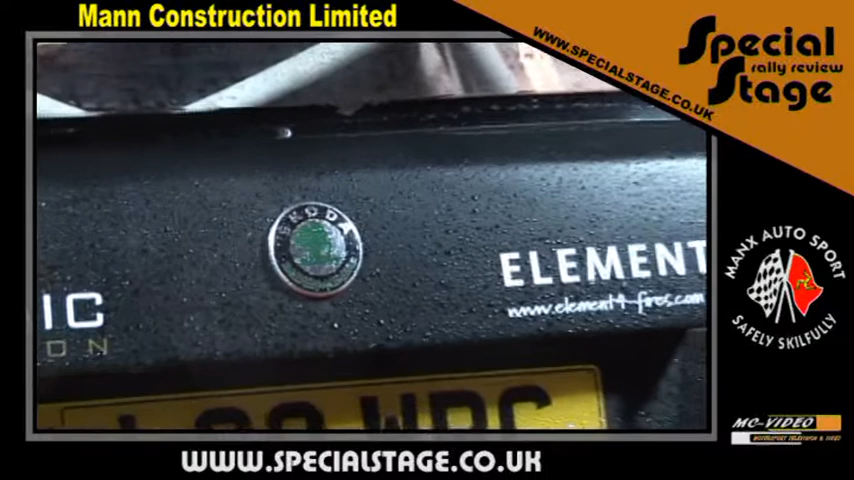 Mann Construction Limited
Special
rally review
Stage
WWW.SPECIALSTAGE.CO.UK
SKODA
ELEMENT
www.element4-fires.com
IC
ON
MANX AUTO SPORT
SAFELY SKILFULLY
MC-VIDEO
WWW.SPECIALSTAGE.CO.UK